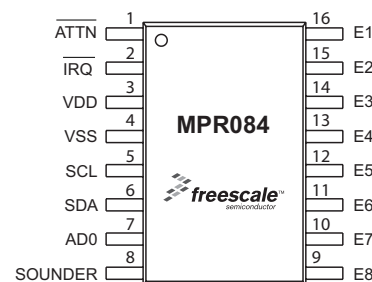 ATTN 1
IRQ 2
VDD 3
VSS 4
SCL 5
SDA 6
AD0 7
SOUNDER 8
MPR084
freescale™
semiconductor
16 E1
15 E2
14 E3
13 E4
12 E5
11 E6
10 E7
9 E8